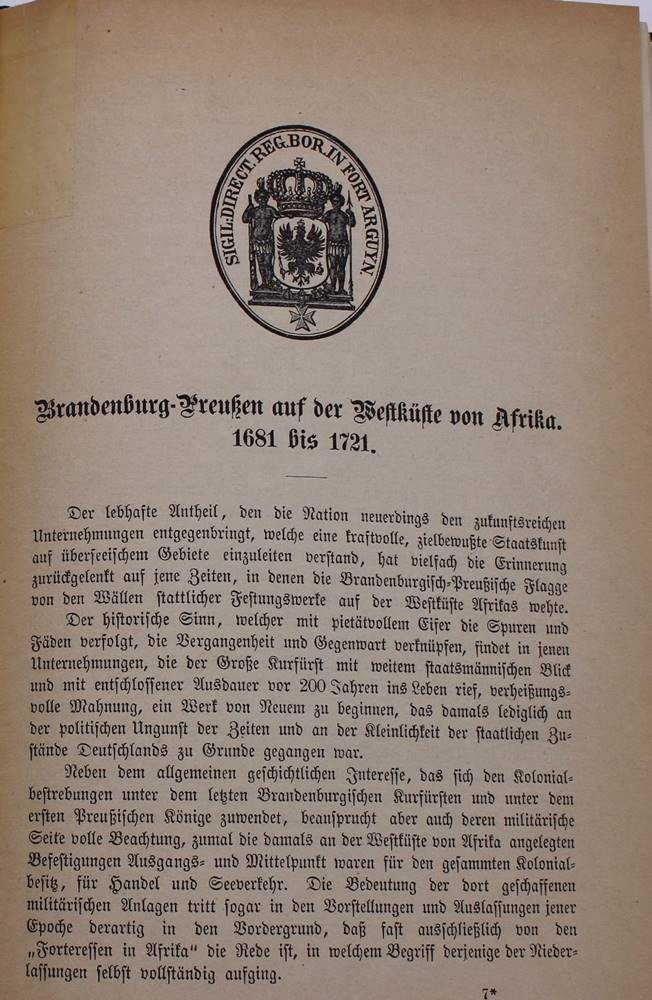 SIGIL: DIRECT. REG. BOR. IN FORT ARGUYN.
Brandenburg-Preußen auf der Westküste von Afrika.
1681 bis 1721.
Der lebhafte Antheil, den die Nation neuerdings den zukunftsreichen
Unternehmungen entgegenbringt, welche eine kraftvolle, zielbewußte Staatskunst
auf überseeischem Gebiete einzuleiten verstand, hat vielfach die Erinnerung
zurückgelenkt auf jene Zeiten, in denen die Brandenburgisch-Preußische Flagge
von den Wällen stattlicher Festungswerke auf der Westküste Afrikas wehte.
Der historische Sinn, welcher mit pietätvollem Eifer die Spuren und
Fäden verfolgt, die Vergangenheit und Gegenwart verknüpfen, findet in jenen
Unternehmungen, die der Große Kurfürst mit weitem staatsmännischen Blick
und mit entschlossener Ausdauer vor 200 Jahren ins Leben rief, verheißungs-
volle Mahnung, ein Werk von Neuem zu beginnen, das damals lediglich an
der politischen Ungunst der Zeiten und an der Kleinlichkeit der staatlichen Zu-
stände Deutschlands zu Grunde gegangen war.
Neben dem allgemeinen geschichtlichen Interesse, das sich den Kolonial-
bestrebungen unter dem letzten Brandenburgischen Kurfürsten und unter dem
ersten Preußischen Könige zuwendet, beansprucht aber auch deren militärische
Seite volle Beachtung, zumal die damals an der Westküste von Afrika angelegten
Befestigungen Ausgangs- und Mittelpunkt waren für den gesammten Kolonial-
besitz, für Handel und Seeverkehr. Die Bedeutung der dort geschaffenen
militärischen Anlagen tritt sogar in den Vorstellungen und Auslassungen jener
Epoche derartig in den Vordergrund, daß fast ausschließlich von den
„Forteressen in Afrika" die Rede ist, in welchem Begriff derjenige der Nieder-
lassungen selbst vollständig aufging.
7*